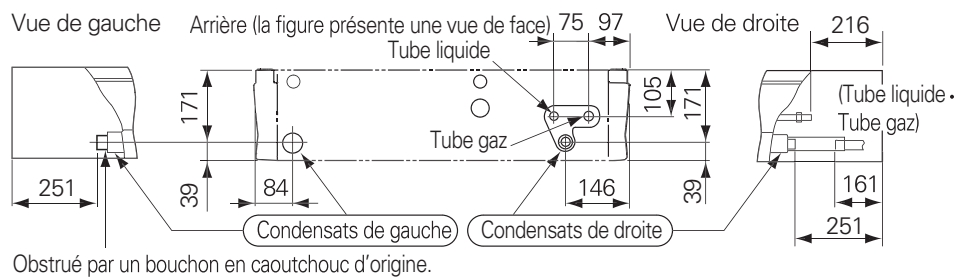 Vue de gauche
Arrière (la figure présente une vue de face)
75
97
Vue de droite
216
Tube liquide
171
105
171
(Tube liquide・
Tube gaz)
Tube gaz
251
39
84
146
39
161
251
Condensats de gauche
Condensats de droite
Obstrué par un bouchon en caoutchouc d'origine.